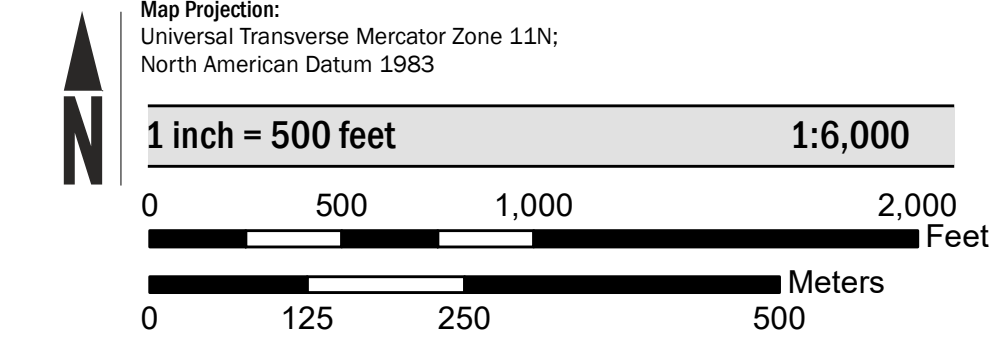 Map Projection:
Universal Transverse Mercator Zone 11N;
North American Datum 1983
N
1 inch = 500 feet 1:6,000
0 500 1,000 2,000
Feet
Meters
0 125 250 500